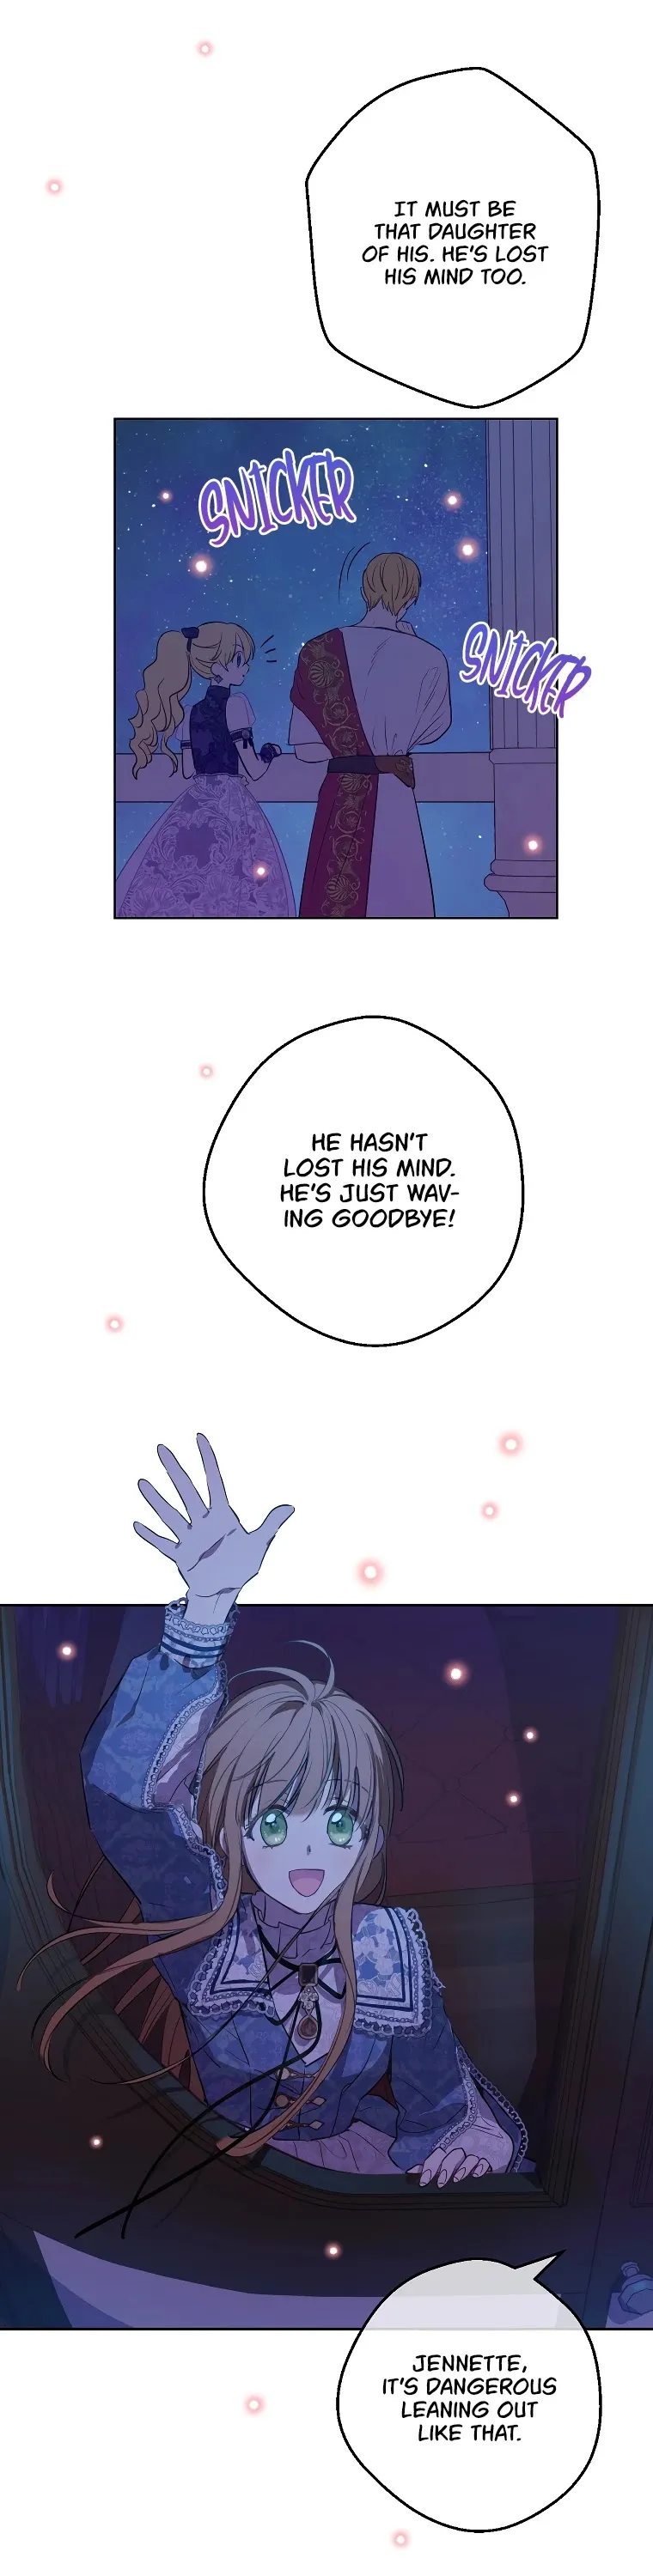 IT MUST BE
THAT DAUGHTER
OF HIS. HE'S LOST
HIS MIND TOO.
SNICKER
SNICKER
HE HASN'T
LOST HIS MIND.
HE'S JUST WAV-
ING GOODBYE!
JENNETTE,
IT'S DANGEROUS
LEANING OUT
LIKE THAT.